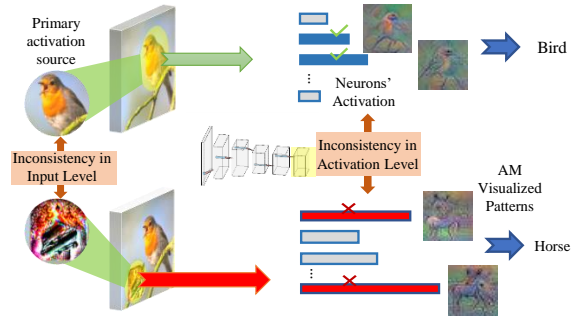 Primary
activation
source
Bird
Neurons'
Activation
Inconsistency in
Input Level
Inconsistency in
Activation Level
AM
Visualized
Patterns
Horse